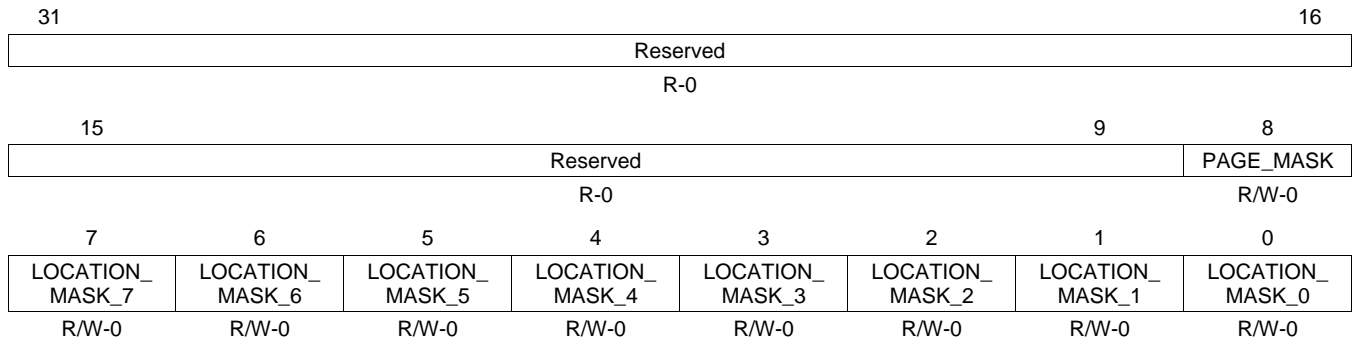 31 16
Reserved
R-0
15 9 8
Reserved PAGE_MASK
R-0 R/W-0
7 6 5 4 3 2 1 0
LOCATION_ LOCATION_ LOCATION_ LOCATION_ LOCATION_ LOCATION_ LOCATION_ LOCATION_
MASK_7 MASK_6 MASK_5 MASK_4 MASK_3 MASK_2 MASK_1 MASK_0
R/W-0 R/W-0 R/W-0 R/W-0 R/W-0 R/W-0 R/W-0 R/W-0